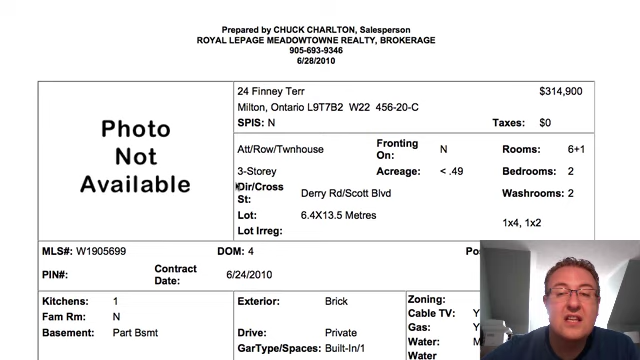 Prepared by CHUCK CHARLTON, Salesperson
ROYAL LEPAGE MEADOWTOWNE REALTY, BROKERAGE
905-693-9346
6/28/2010
Photo
Not
Available
24 Finney Terr $314,900
Milton, Ontario L9T7B2 W22 456-20-C
SPIS: N Taxes: $0
Att/Row/Twnhouse Fronting On: N Rooms: 6+1
3-Storey Acreage: < .49 Bedrooms: 2
Dir/Cross St: Derry Rd/Scott Blvd Washrooms: 2
Lot: 6.4X13.5 Metres 1x4, 1x2
Lot Irreg:
MLS#: W1905699 DOM: 4
PIN#: Contract Date: 6/24/2010
Kitchens: 1 Exterior: Brick Zoning:
Fam Rm: N Cable TV: Y
Basement: Part Bsmt Drive: Private Gas: Y
GarType/Spaces: Built-In/1 Water: M
Water